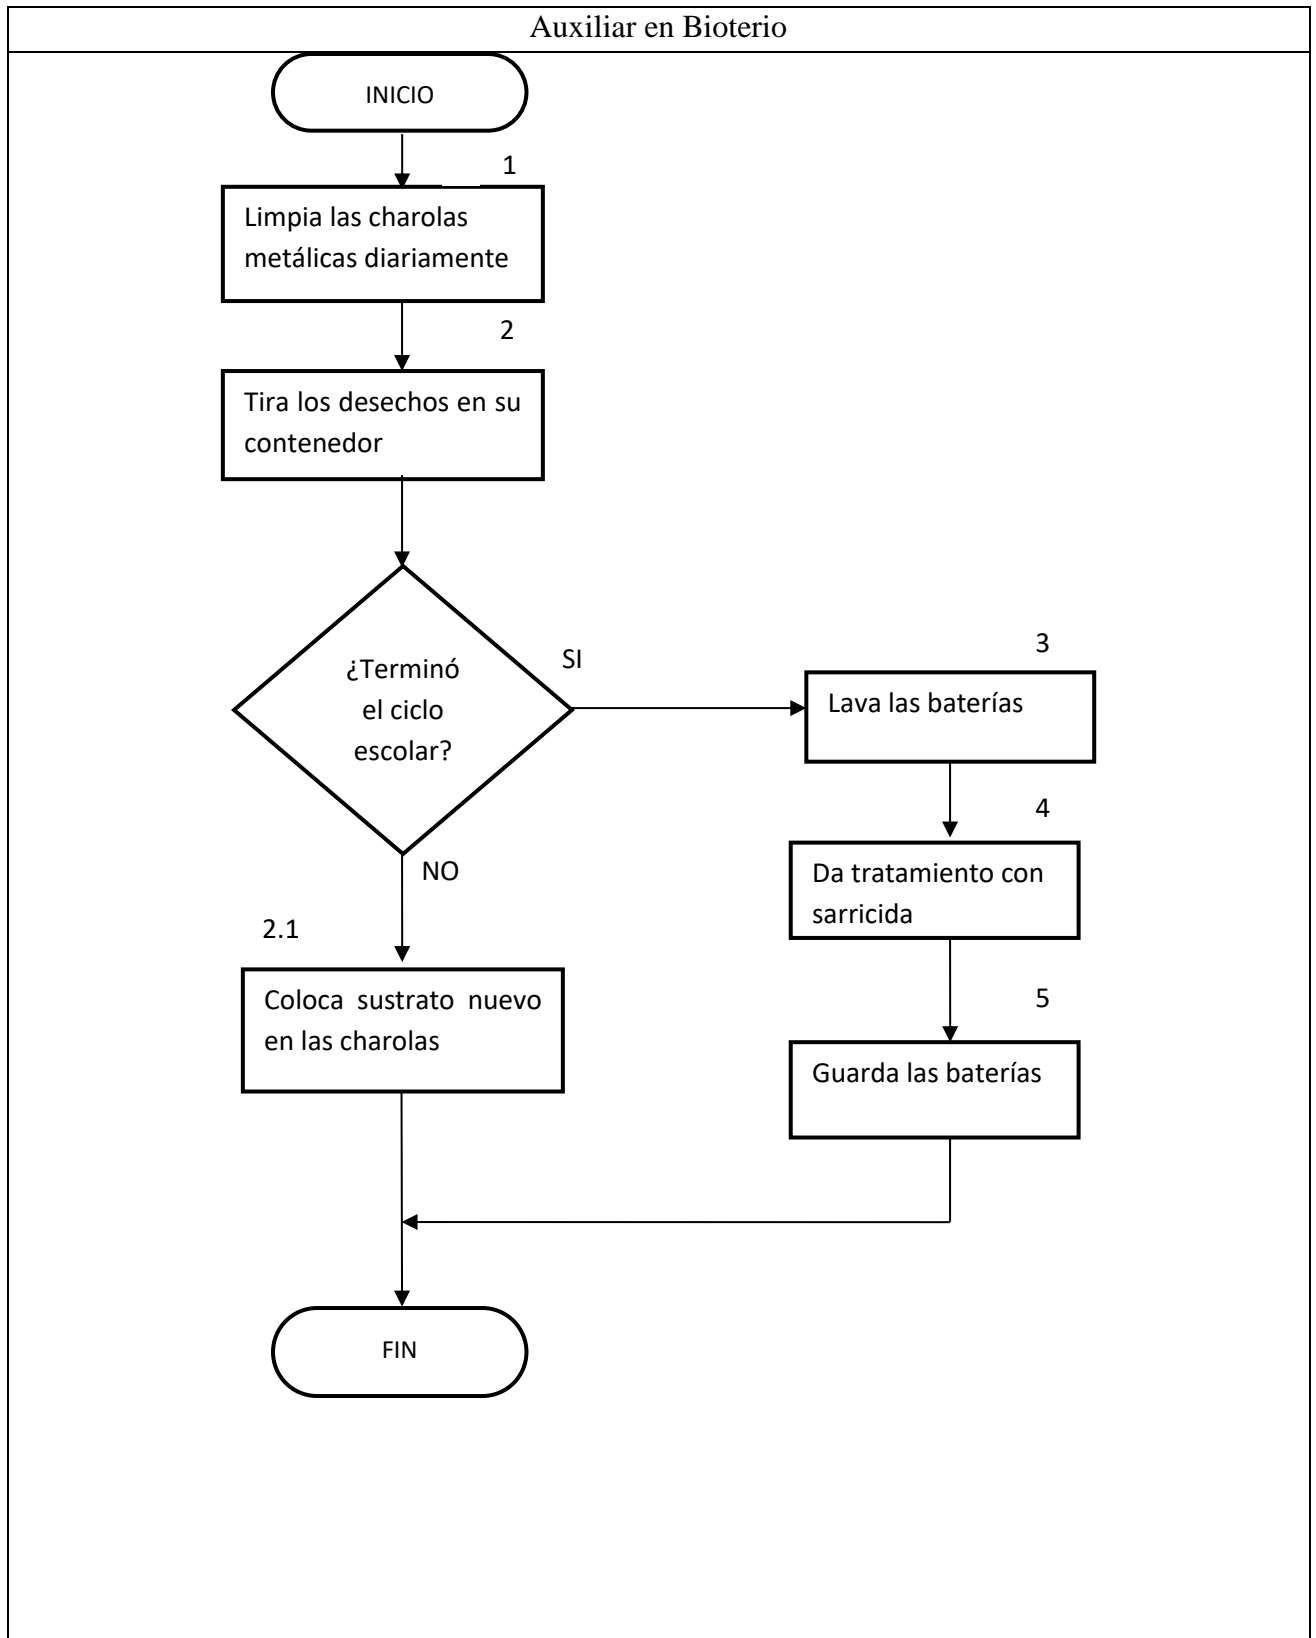 Auxiliar en Bioterio
INICIO
1
Limpia las charolas
metálicas diariamente
2
Tira los desechos en su
contenedor
¿Terminó
el ciclo
escolar?
SI
3
Lava las baterías
4
Da tratamiento con
sarricida
5
Guarda las baterías
NO
2.1
Coloca sustrato nuevo
en las charolas
FIN